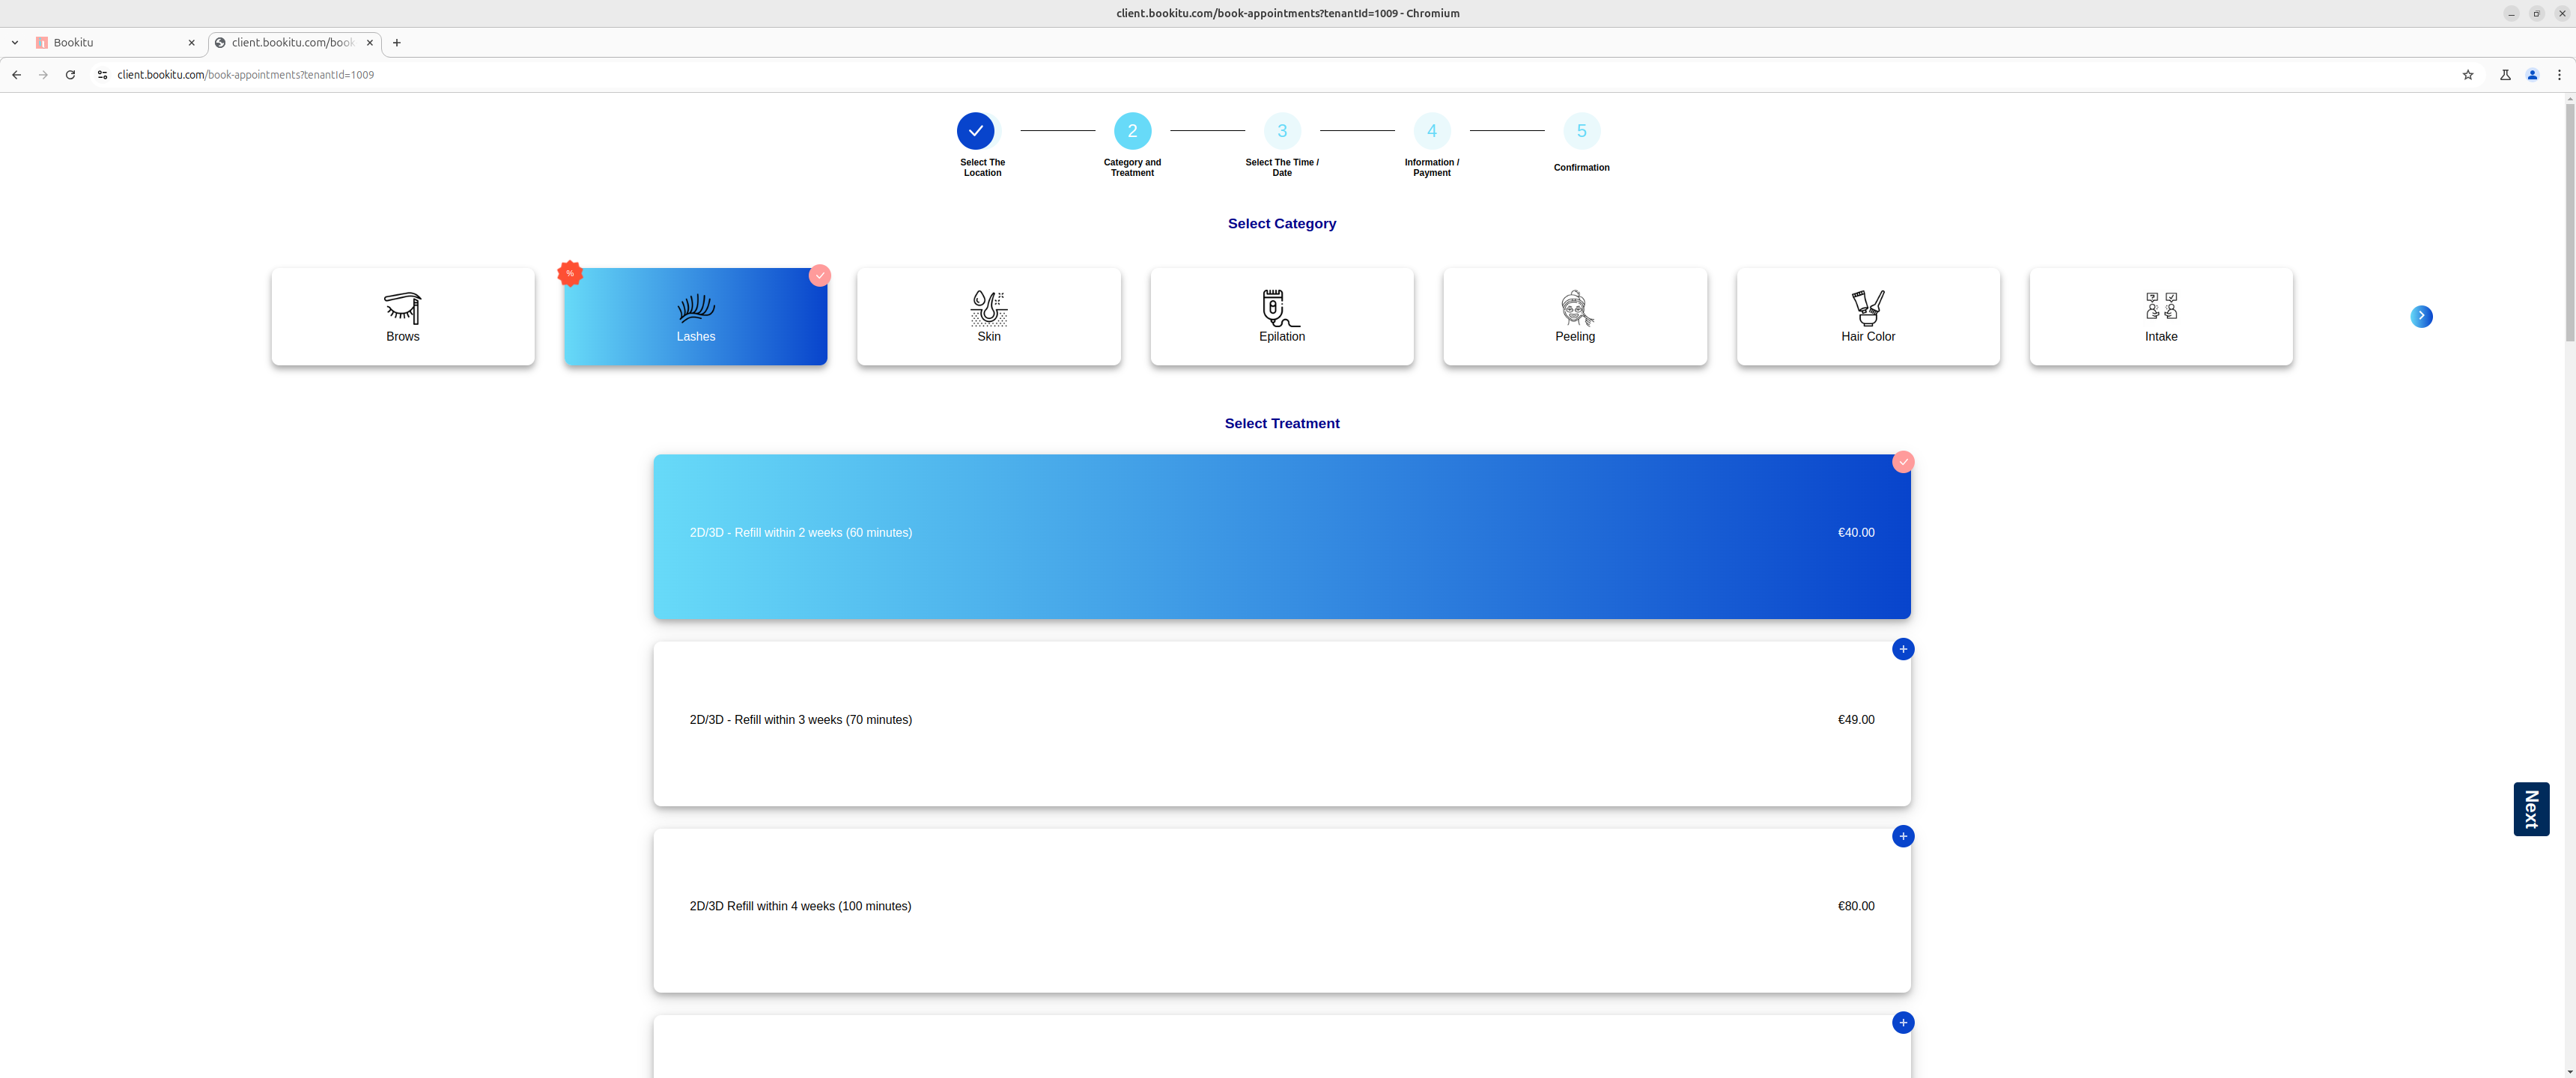 client.bookitu.com/book-appointments?tenantId=1009 - Chromium
Bookitu
client.bookitu.com/book
client.bookitu.com/book-appointments?tenantId=1009
2
3
4
5
Select The
Location
Category and
Treatment
Select The Time /
Date
Information /
Payment
Confirmation
Select Category
%
Brows
Lashes
Skin
Epilation
Peeling
Hair Color
Intake
Select Treatment
2D/3D - Refill within 2 weeks (60 minutes) €40.00
2D/3D - Refill within 3 weeks (70 minutes) €49.00
Next
2D/3D Refill within 4 weeks (100 minutes) €80.00